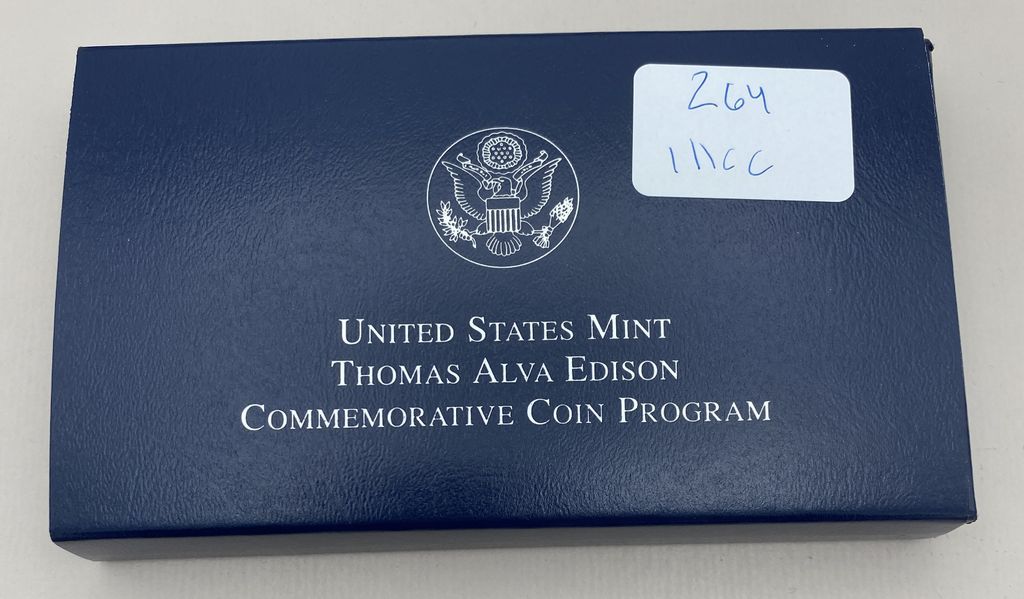 264
111CC
UNITED STATES MINT
THOMAS ALVA EDISON
COMMEMORATIVE COIN PROGRAM